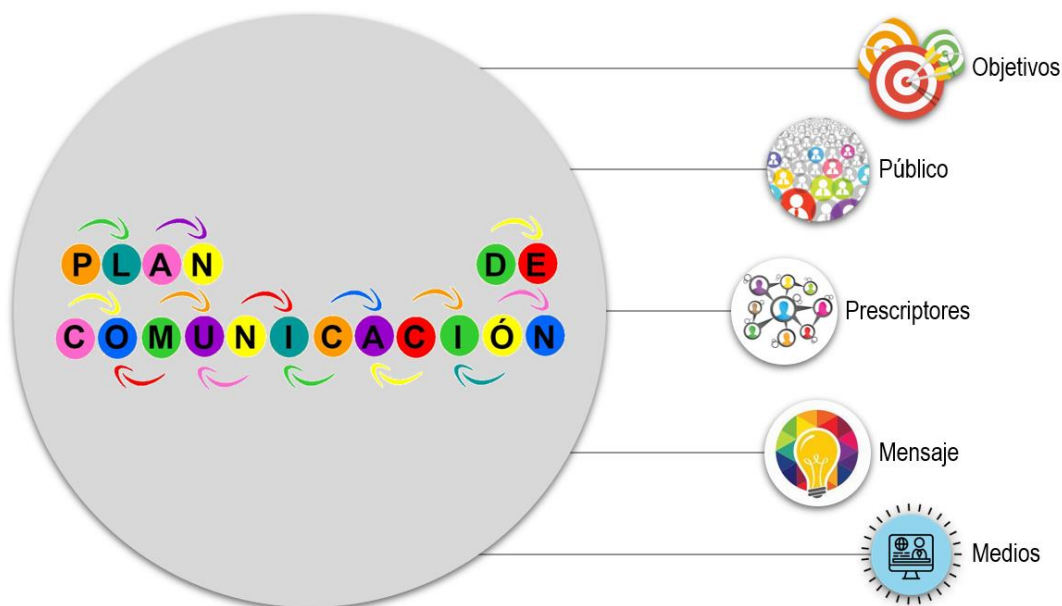 PLAN DE
COMUNICACIÓN
Objetivos
Público
Prescriptores
Mensaje
Medios